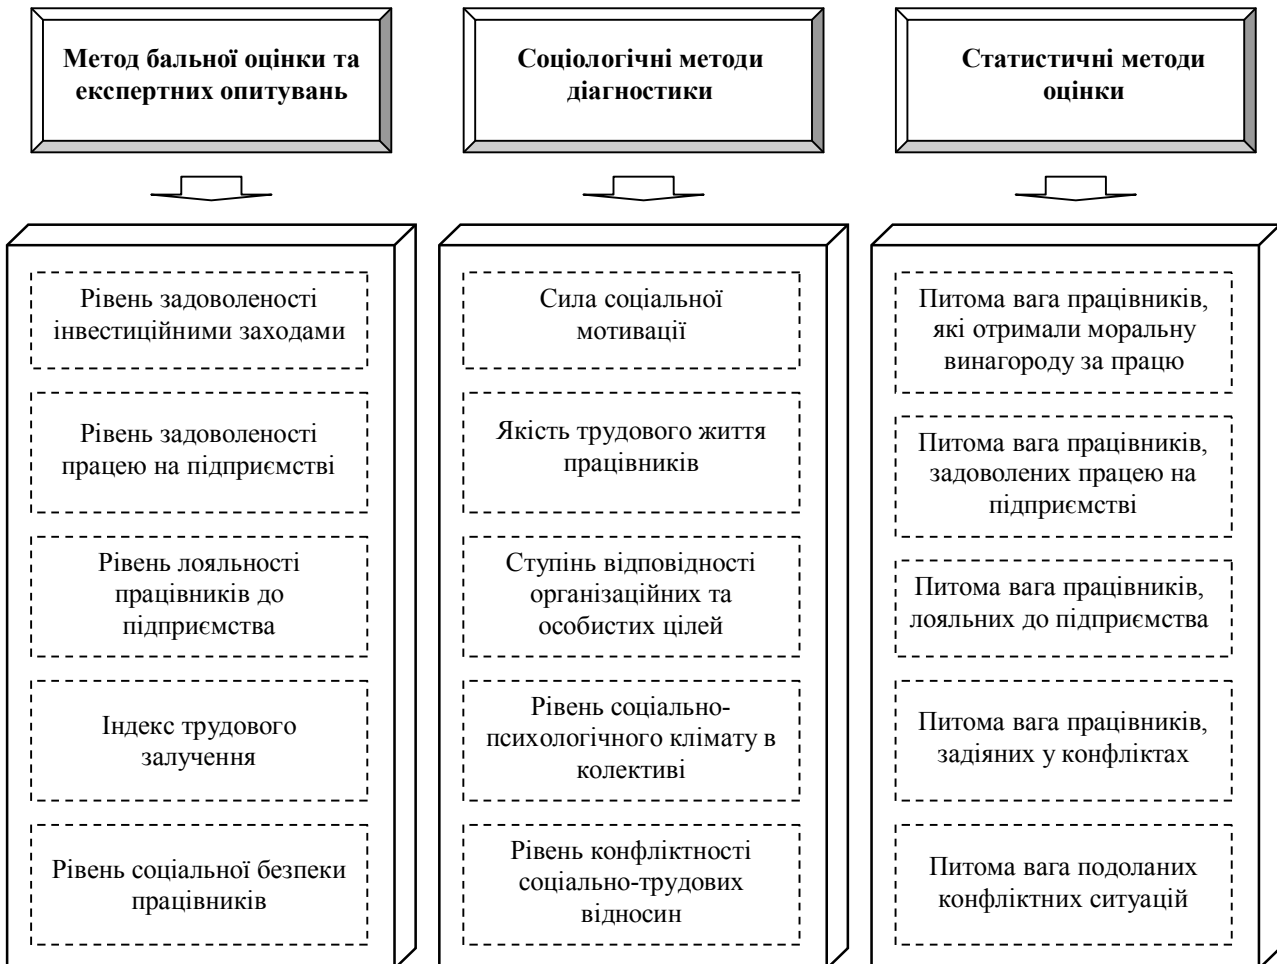 Метод бальної оцінки та
експертних опитувань
Соціологічні методи
діагностики
Статистичні методи
оцінки
Рівень задоволеності
інвестиційними заходами
Рівень задоволеності
працею на підприємстві
Рівень лояльності
працівників до
підприємства
Індекс трудового
залучення
Рівень соціальної безпеки
працівників
Сила соціальної
мотивації
Якість трудового життя
працівників
Ступінь відповідності
організаційних та
особистих цілей
Рівень соціально-
психологічного клімату в
колективі
Рівень конфліктності
соціально-трудових
відносин
Питома вага працівників,
які отримали моральну
винагороду за працю
Питома вага працівників,
задоволених працею на
підприємстві
Питома вага працівників,
лояльних до підприємства
Питома вага працівників,
задіяних у конфліктах
Питома вага подоланих
конфліктних ситуацій